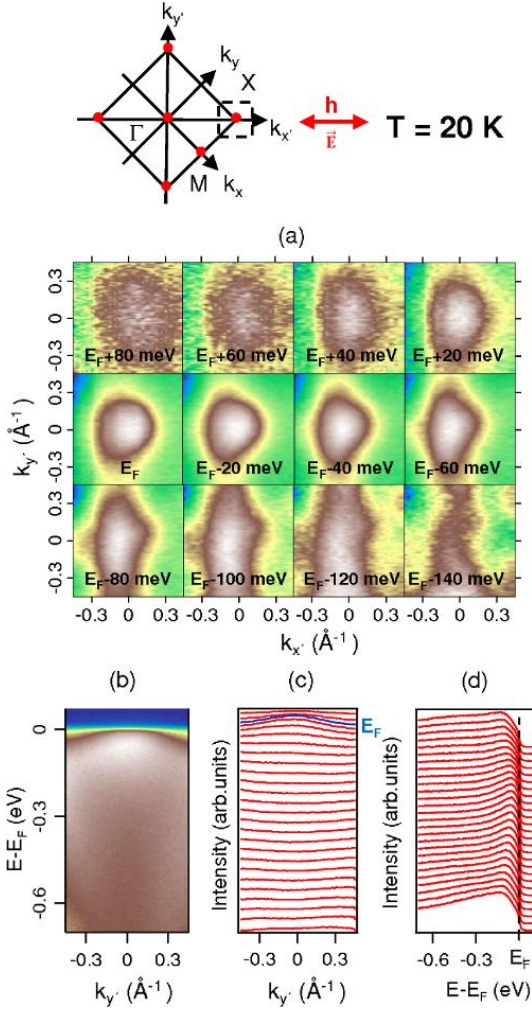 k_y'
k_y
X
Γ
k_x'
h
E
T = 20 K
M
k_x
(a)
0.3
0
-0.3
E_F+80 meV
E_F+60 meV
E_F+40 meV
E_F+20 meV
0.3
0
-0.3
E_F
E_F-20 meV
E_F-40 meV
E_F-60 meV
0.3
0
-0.3
E_F-80 meV
E_F-100 meV
E_F-120 meV
E_F-140 meV
k_y' (Å⁻¹)
-0.3 0 0.3 -0.3 0 0.3 -0.3 0 0.3 -0.3 0 0.3
k_x' (Å⁻¹)
(b)
E-E_F (eV)
0
-0.3
-0.6
-0.3 0 0.3
k_y' (Å⁻¹)
(c)
Intensity (arb.units)
E_F
-0.3 0 0.3
k_y' (Å⁻¹)
(d)
Intensity (arb.units)
-0.6 -0.3 E_F
E-E_F (eV)